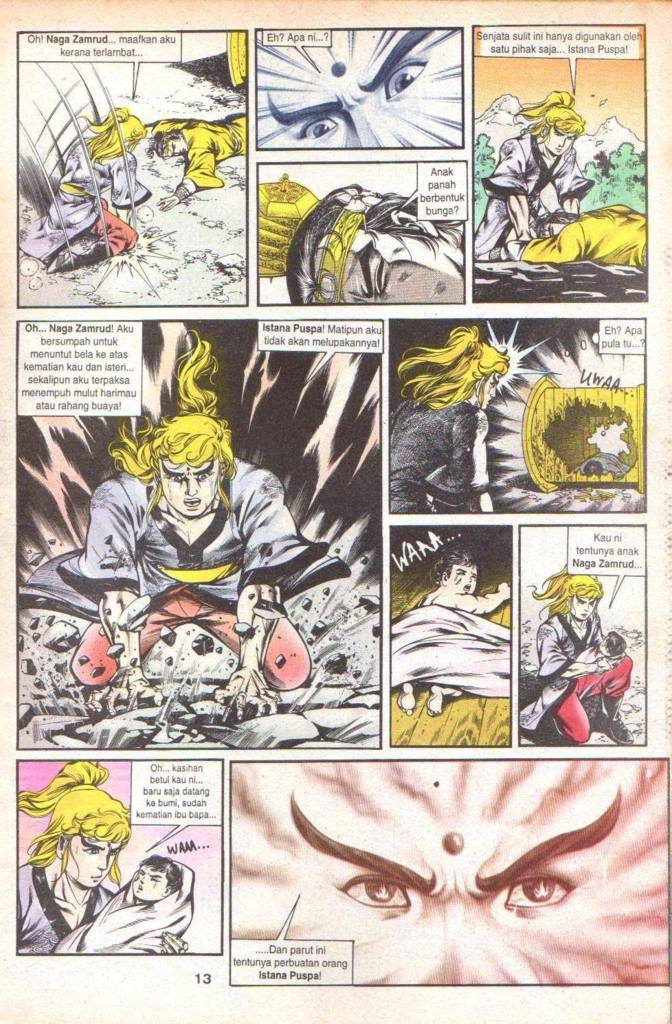 Oh! Naga Zamrud... maafkan aku
kerana terlambat...
Eh? Apa ni...?
Anak
panah
berbentuk
bunga?
Senjata sulit ini hanya digunakan oleh
satu pihak saja... Istana Puspa!
Oh... Naga Zamrud! Aku
bersumpah untuk
menuntut bela ke atas
kematian kau dan isteri...
sekalipun aku terpaksa
menempuh mulut harimau
atau rahang buaya!
Istana Puspa! Matipun aku
tidak akan melupakannya!
Eh? Apa
pula tu...?
UWAA..
WAAA...
Kau ni
tentunya anak
Naga Zamrud...
Oh... kasihan
betul kau ni...
baru saja datang
ke bumi, sudah
kematian ibu bapa...
WAAA...
.....Dan parut ini
tentunya perbuatan orang
Istana Puspa!
13